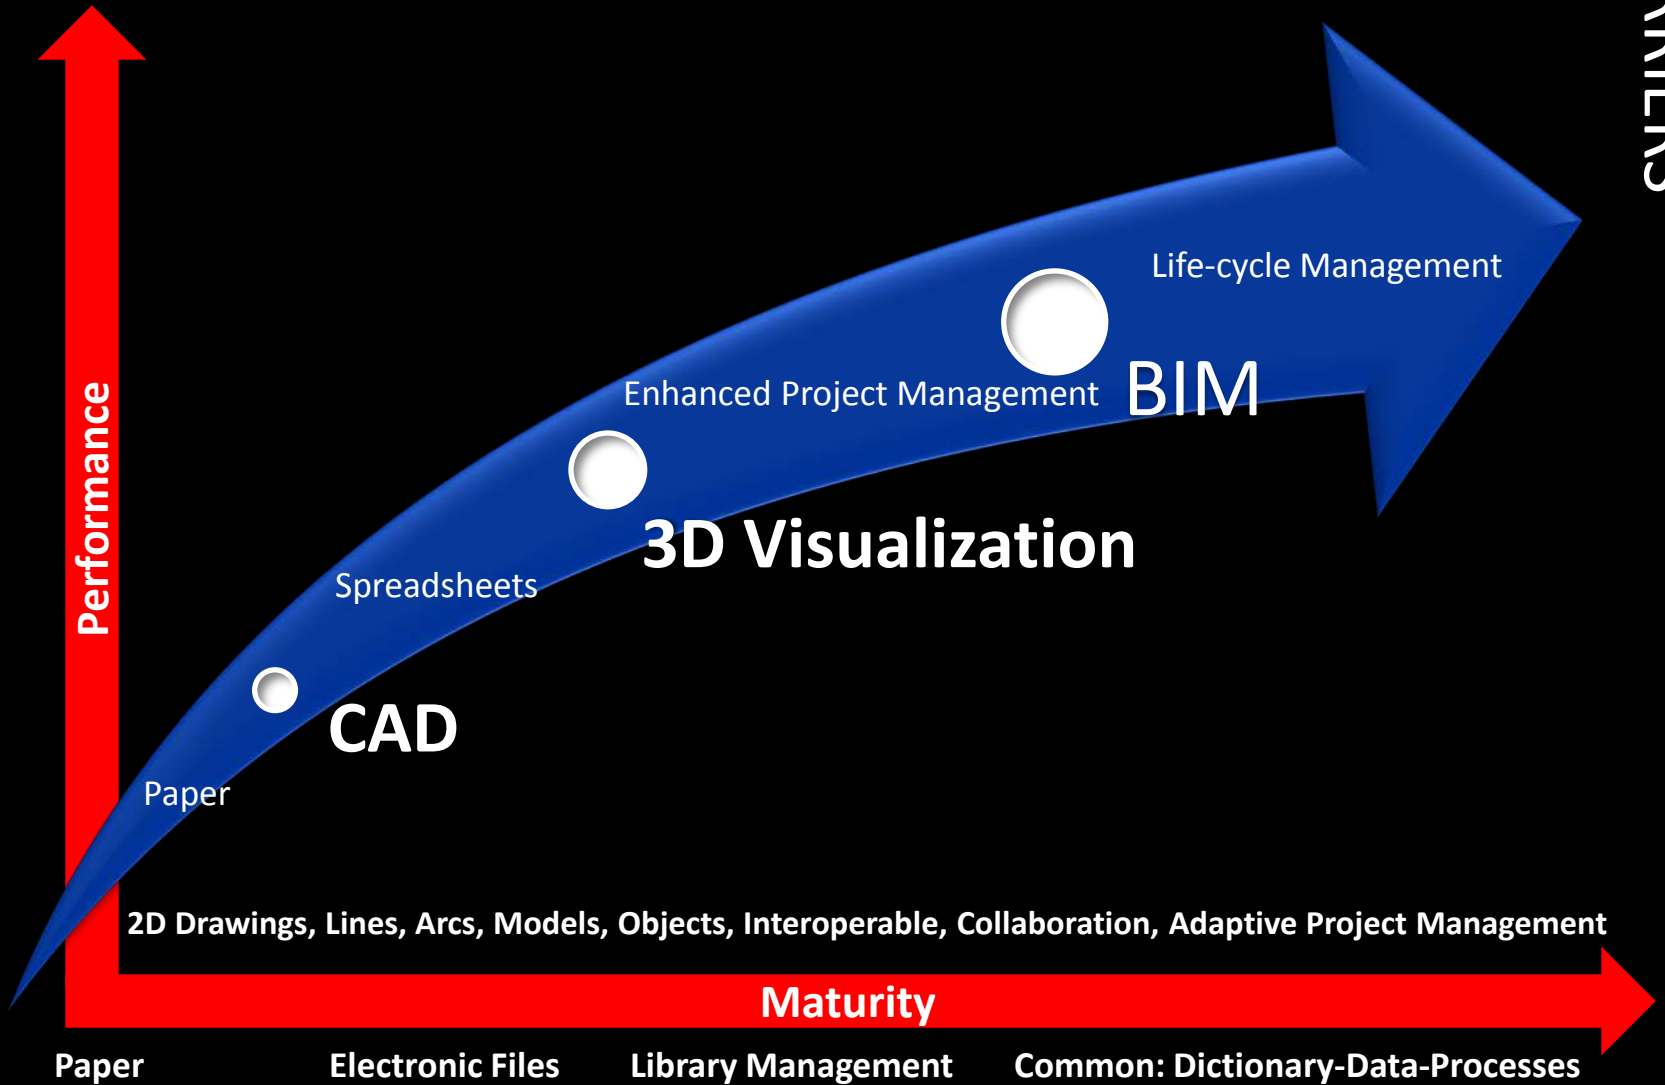 Life-cycle Management
Enhanced Project Management
BIM
3D Visualization
Spreadsheets
CAD
Paper
Performance
2D Drawings, Lines, Arcs, Models, Objects, Interoperable, Collaboration, Adaptive Project Management
Maturity
Paper Electronic Files Library Management Common: Dictionary-Data-Processes